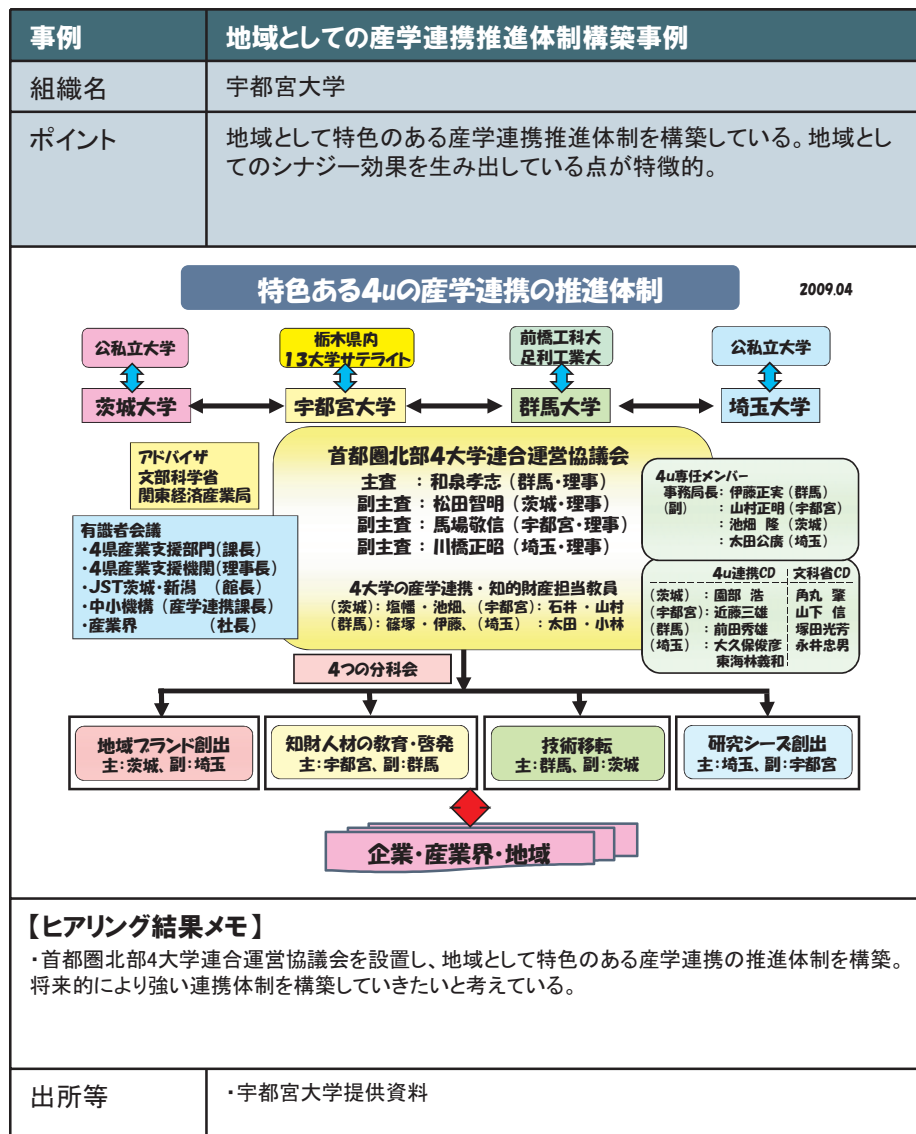 事例 地域としての産学連携推進体制構築事例
組織名 宇都宮大学
ポイント 地域として特色のある産学連携推進体制を構築している。地域とし
てのシナジー効果を生み出している点が特徴的。
特色ある4uの産学連携の推進体制
2009.04
公私立大学
栃木県内
13大学サテライト
前橋工科大
足利工業大
公私立大学
茨城大学
宇都宮大学
群馬大学
埼玉大学
アドバイザ
文部科学省
関東経済産業局
有識者会議
・4県産業支援部門(課長)
・4県産業支援機関(理事長)
・JST茨城・新潟 (館長)
・中小機構(産学連携課長)
・産業界 (社長)
首都圏北部4大学連合運営協議会
主査 :和泉孝志(群馬・理事)
副主査:松田智明(茨城・理事)
副主査:馬場敬信(宇都宮・理事)
副主査:川橋正昭(埼玉・理事)
4大学の産学連携・知的財産担当教員
(茨城):塩幡・池畑、(宇都宮):石井・山村
(群馬):篠塚・伊藤、(埼玉) :太田・小林
4u専任メンバー
事務局長:伊藤正実(群馬)
(副) :山村正明(宇都宮)
:池畑 隆(茨城)
:太田公廣(埼玉)
4u連携CD 文科省CD
(茨城) :園部 浩 角丸 肇
(宇都宮):近藤三雄 山下 信
(群馬) :前田秀雄 塚田光芳
(埼玉) :大久保俊彦 永井忠男
東海林義和
4つの分科会
地域ブランド創出
主:茨城、副:埼玉
知財人材の教育・啓発
主:宇都宮、副:群馬
技術移転
主:群馬、副:茨城
研究シーズ創出
主:埼玉、副:宇都宮
企業・産業界・地域
【ヒアリング結果メモ】
・首都圏北部4大学連合運営協議会を設置し、地域として特色のある産学連携の推進体制を構築。
将来的により強い連携体制を構築していきたいと考えている。
出所等 ・宇都宮大学提供資料